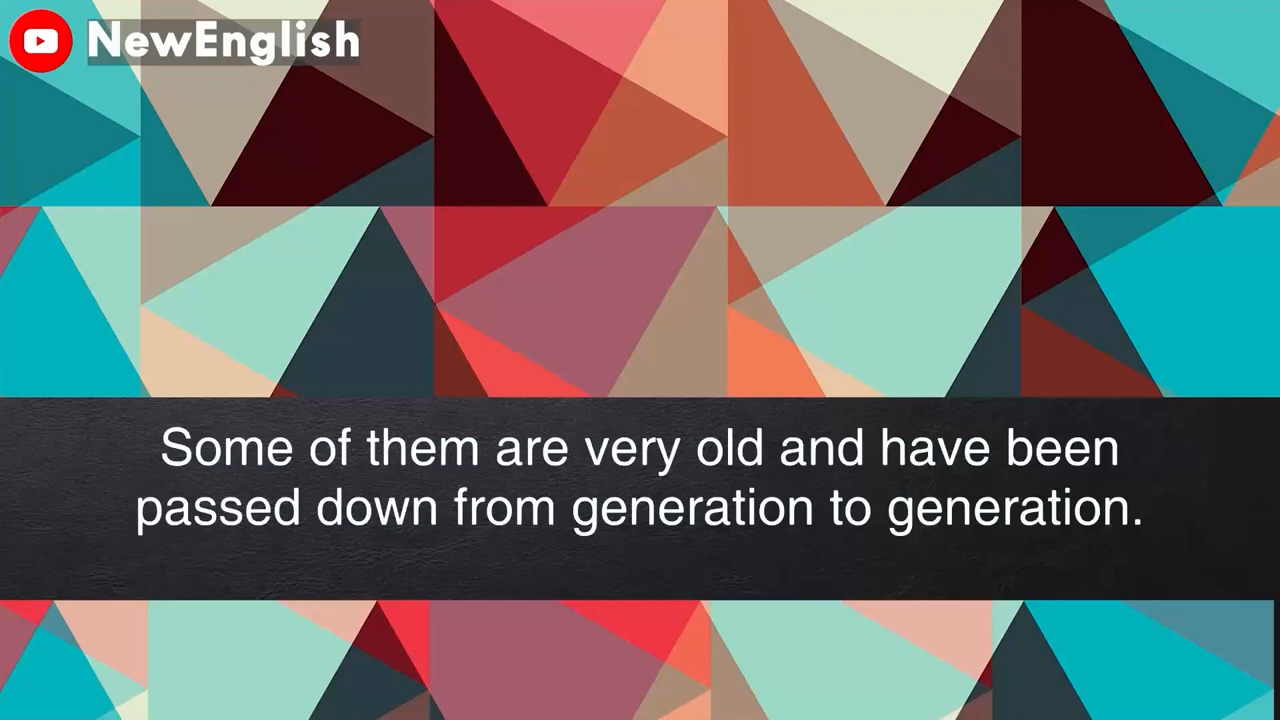 NewEnglish
Some of them are very old and have been
passed down from generation to generation.